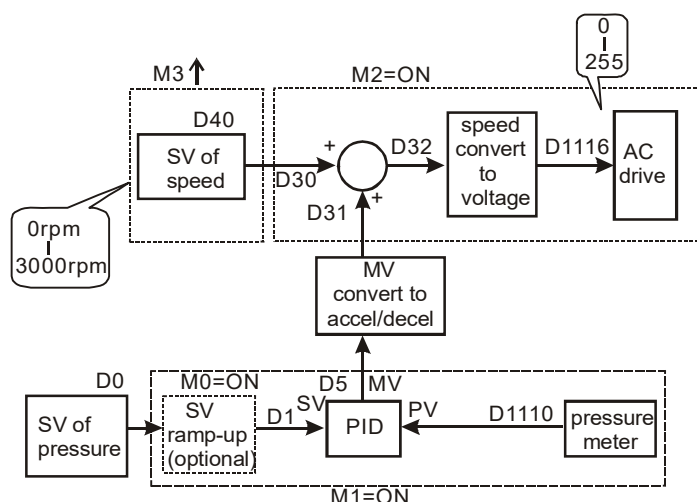 0
255
M3
M2=ON
D40
SV of
speed
D30
+
+
D31
D32
speed
convert
to
voltage
D1116
AC
drive
0rpm
3000rpm
MV
convert to
accel/decel
D0
M0=ON
D5
MV
SV of
pressure
SV
ramp-up
(optional)
D1
SV
PID
PV
D1110
pressure
meter
M1=ON